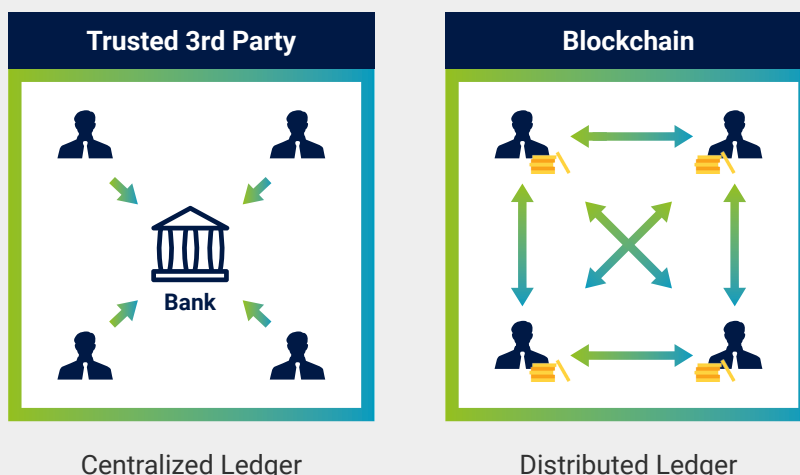 Trusted 3rd Party
Blockchain
Bank
Centralized Ledger
Distributed Ledger